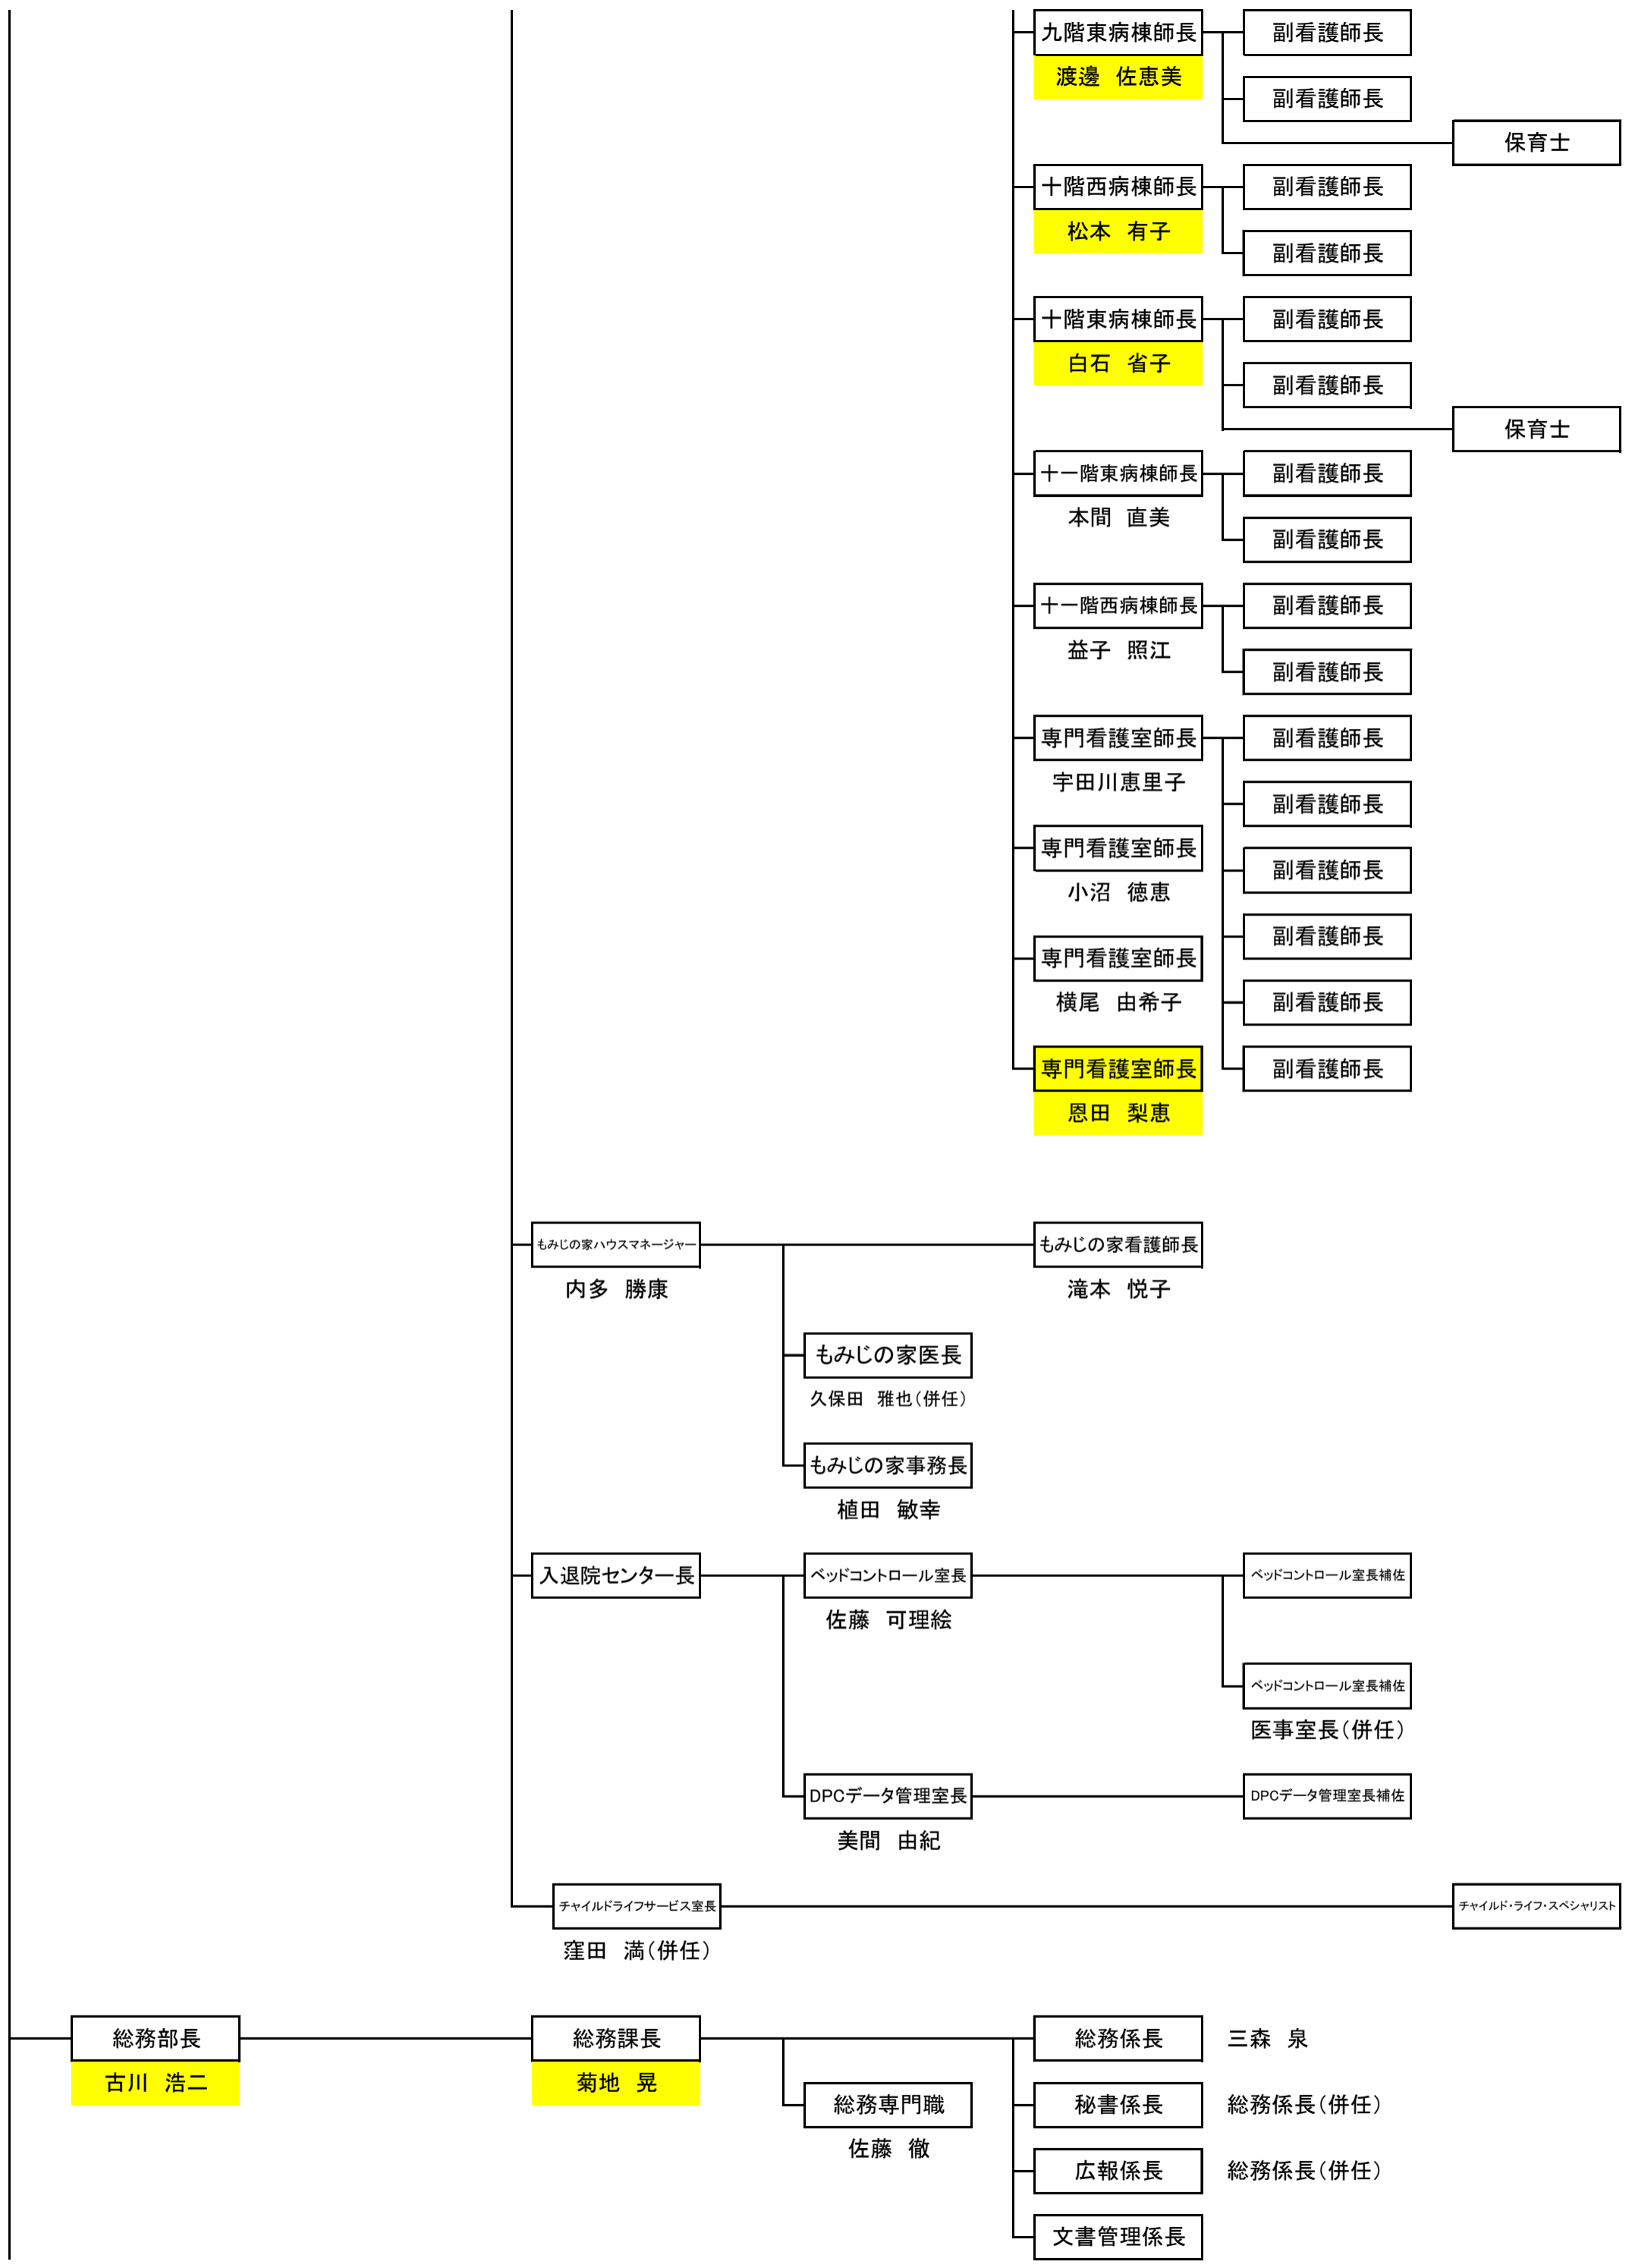 九階東病棟師長　副看護師長
渡邊　佐恵美
副看護師長
保育士
十階西病棟師長　副看護師長
松本　有子
副看護師長
十階東病棟師長　副看護師長
白石　省子
副看護師長
保育士
十一階東病棟師長　副看護師長
本間　直美
副看護師長
十一階西病棟師長　副看護師長
益子　照江
副看護師長
専門看護室師長　副看護師長
宇田川恵里子
副看護師長
専門看護室師長　副看護師長
小沼　徳恵
副看護師長
専門看護室師長
横尾　由希子　副看護師長
専門看護室師長　副看護師長
恩田　梨恵
もみじの家ハウスマネージャー　もみじの家看護師長
内多　勝康　滝本　悦子
もみじの家医長
久保田　雅也（併任）
もみじの家事務長
植田　敏幸
入退院センター長　ベッドコントロール室長　ベッドコントロール室長補佐
佐藤　可理絵
ベッドコントロール室長補佐
医事室長（併任）
DPCデータ管理室長　DPCデータ管理室長補佐
美間　由紀
チャイルドライフサービス室長　チャイルド・ライフ・スペシャリスト
窪田　満（併任）
総務部長　総務課長　総務係長　三森　泉
古川　浩二　菊地　晃
総務専門職　秘書係長　総務係長（併任）
佐藤　徹
広報係長　総務係長（併任）
文書管理係長